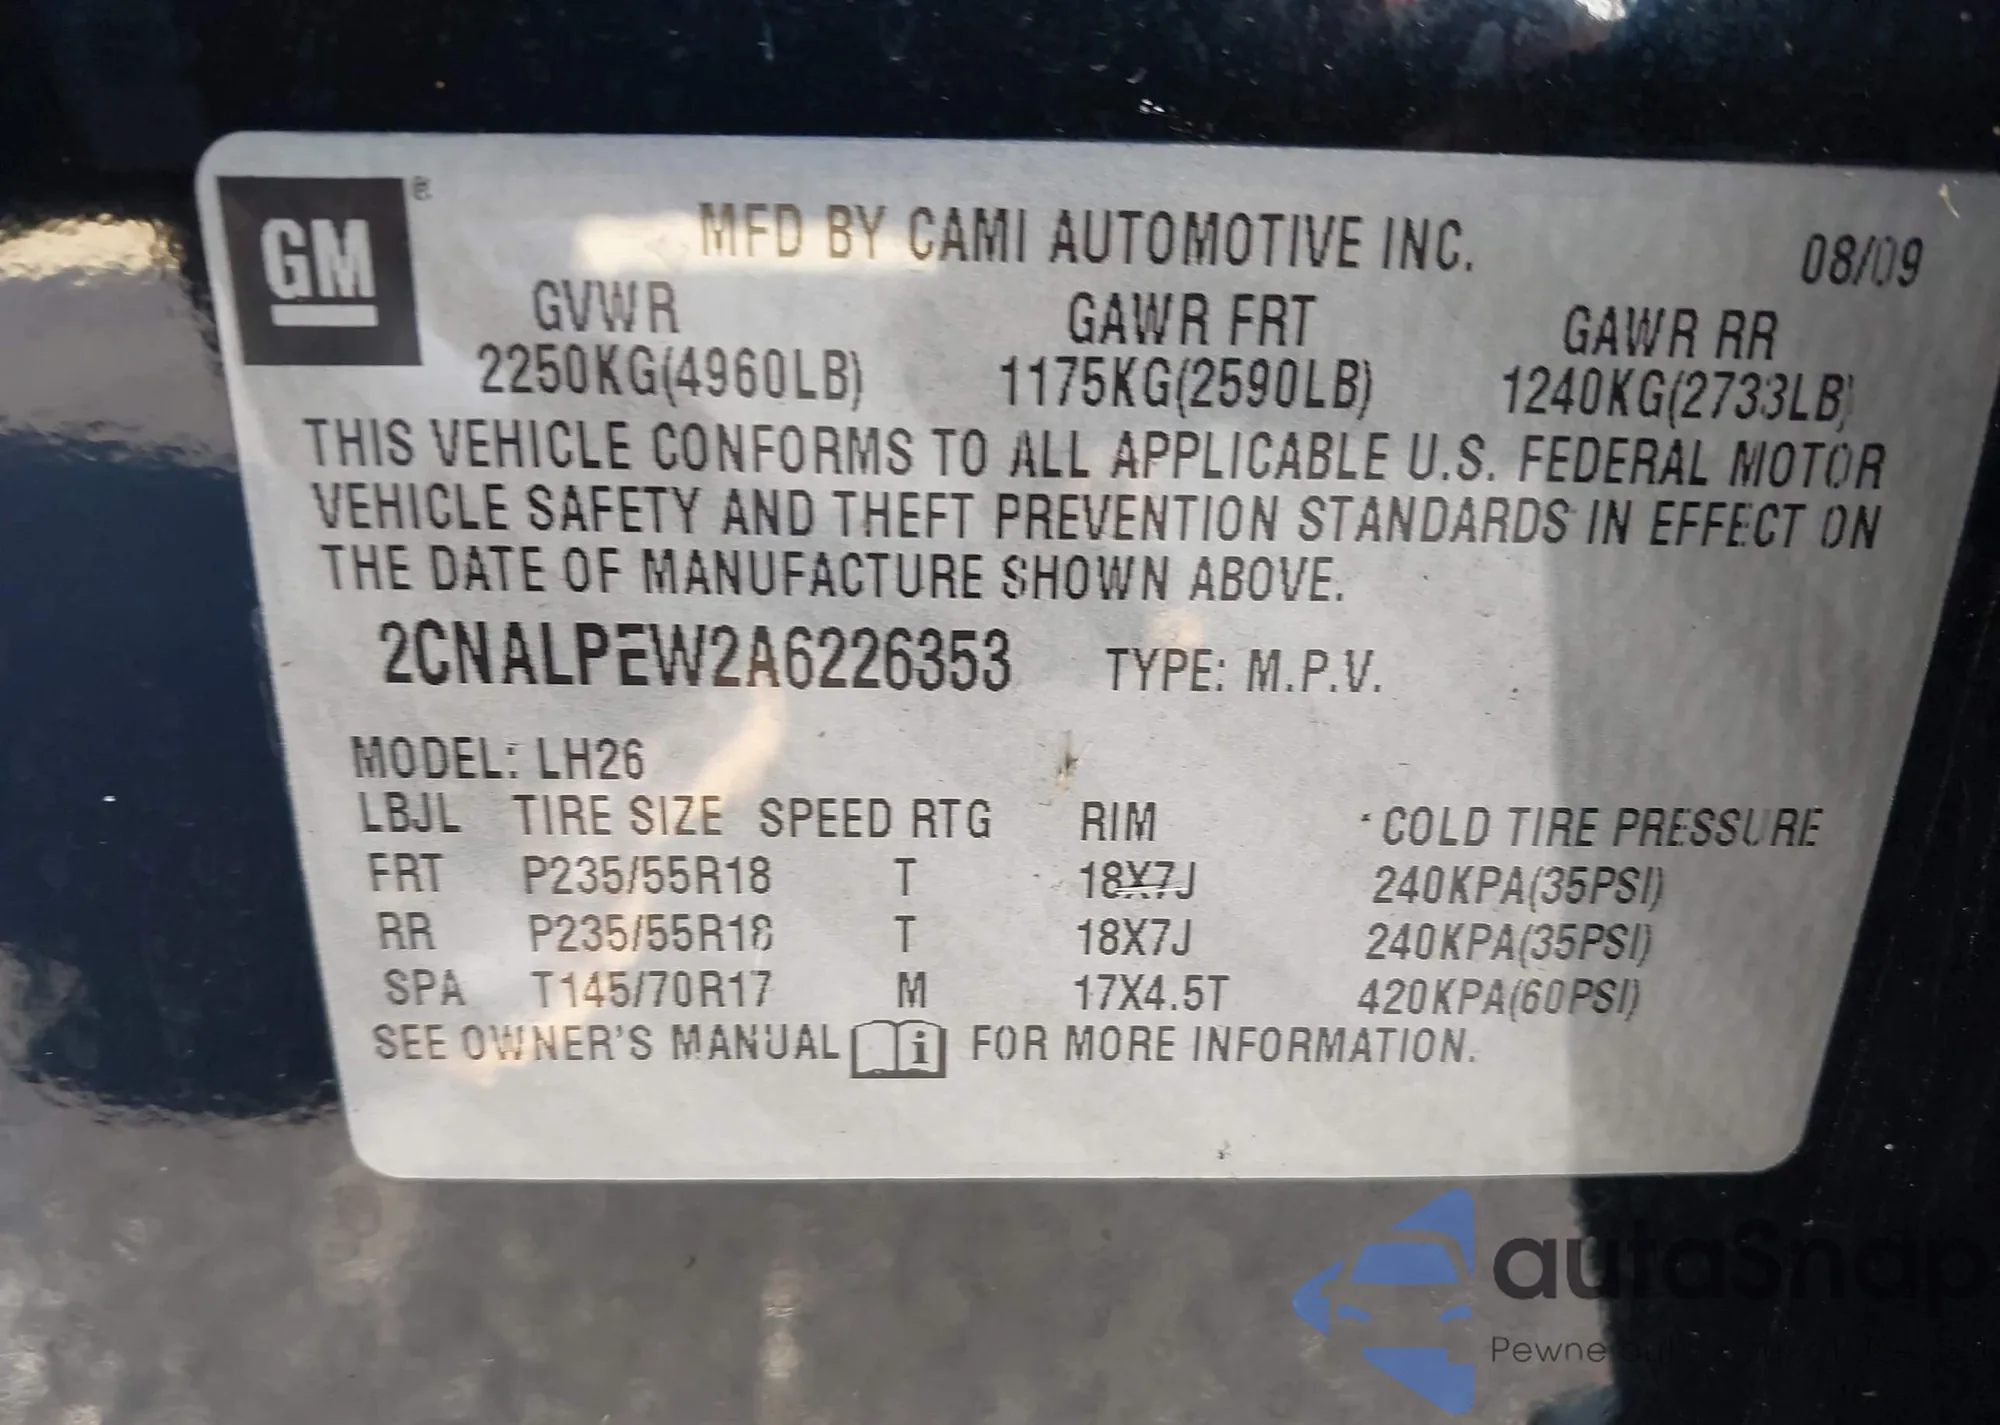 GM ®
MFD BY CAMI AUTOMOTIVE INC. 08/09
GVWR GAWR FRT GAWR RR
2250KG(4960LB) 1175KG(2590LB) 1240KG(2733LB)
THIS VEHICLE CONFORMS TO ALL APPLICABLE U.S. FEDERAL MOTOR
VEHICLE SAFETY AND THEFT PREVENTION STANDARDS IN EFFECT ON
THE DATE OF MANUFACTURE SHOWN ABOVE.
2CNALPEW2A6226353 TYPE: M.P.V.
MODEL: LH26
LBJL TIRE SIZE SPEED RTG RIM COLD TIRE PRESSURE
FRT P235/55R18 T 18X7J 240KPA(35PSI)
RR P235/55R18 T 18X7J 240KPA(35PSI)
SPA T145/70R17 M 17X4.5T 420KPA(60PSI)
SEE OWNER'S MANUAL i FOR MORE INFORMATION.
autaSnap
Pewne